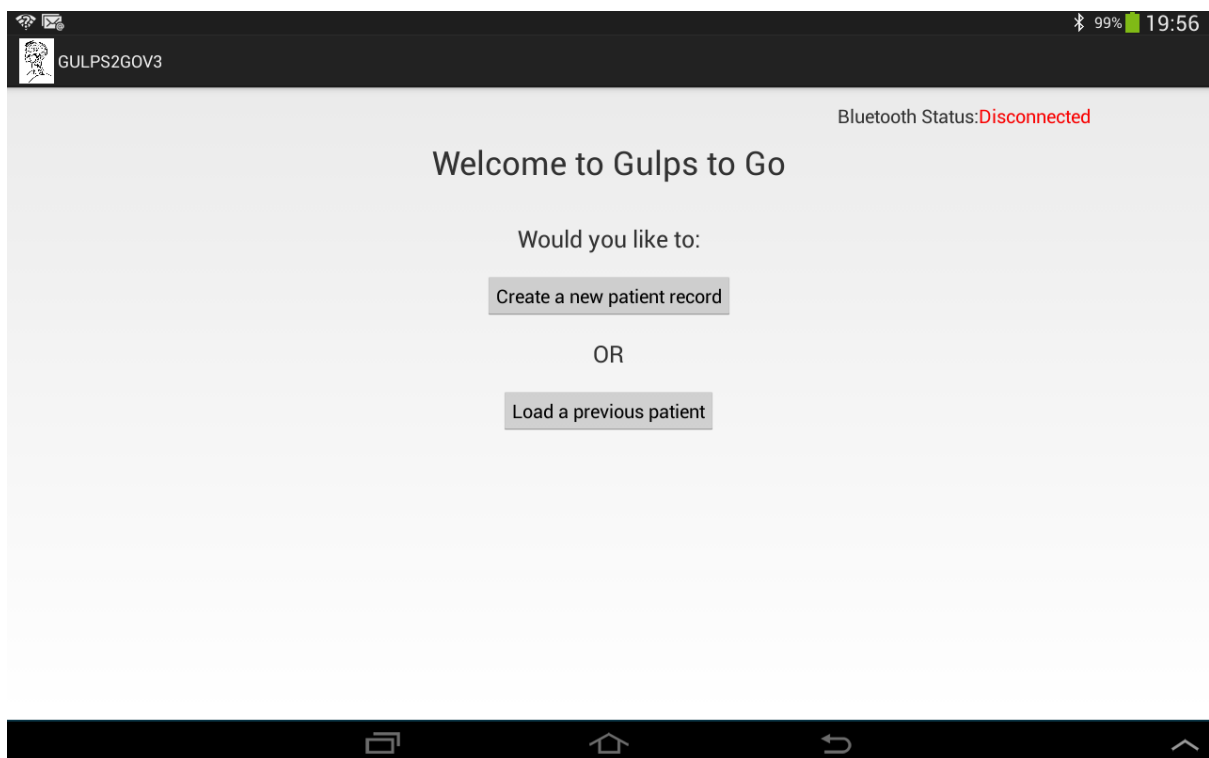 99% 19:56
GULPS2GOV3
Bluetooth Status:Disconnected
Welcome to Gulps to Go
Would you like to:
Create a new patient record
OR
Load a previous patient